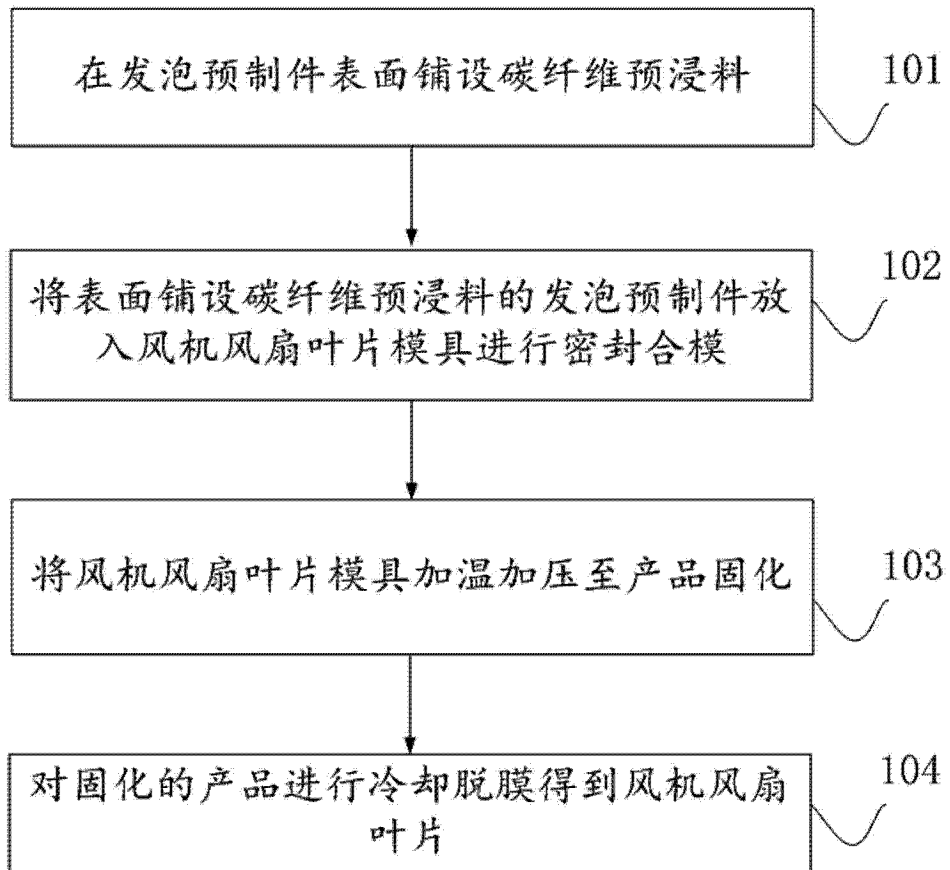 在发泡预制件表面铺设碳纤维预浸料
101
将表面铺设碳纤维预浸料的发泡预制件放
入风机风扇叶片模具进行密封合模
102
将风机风扇叶片模具加温加压至产品固化
103
对固化的产品进行冷却脱膜得到风机风扇
叶片
104